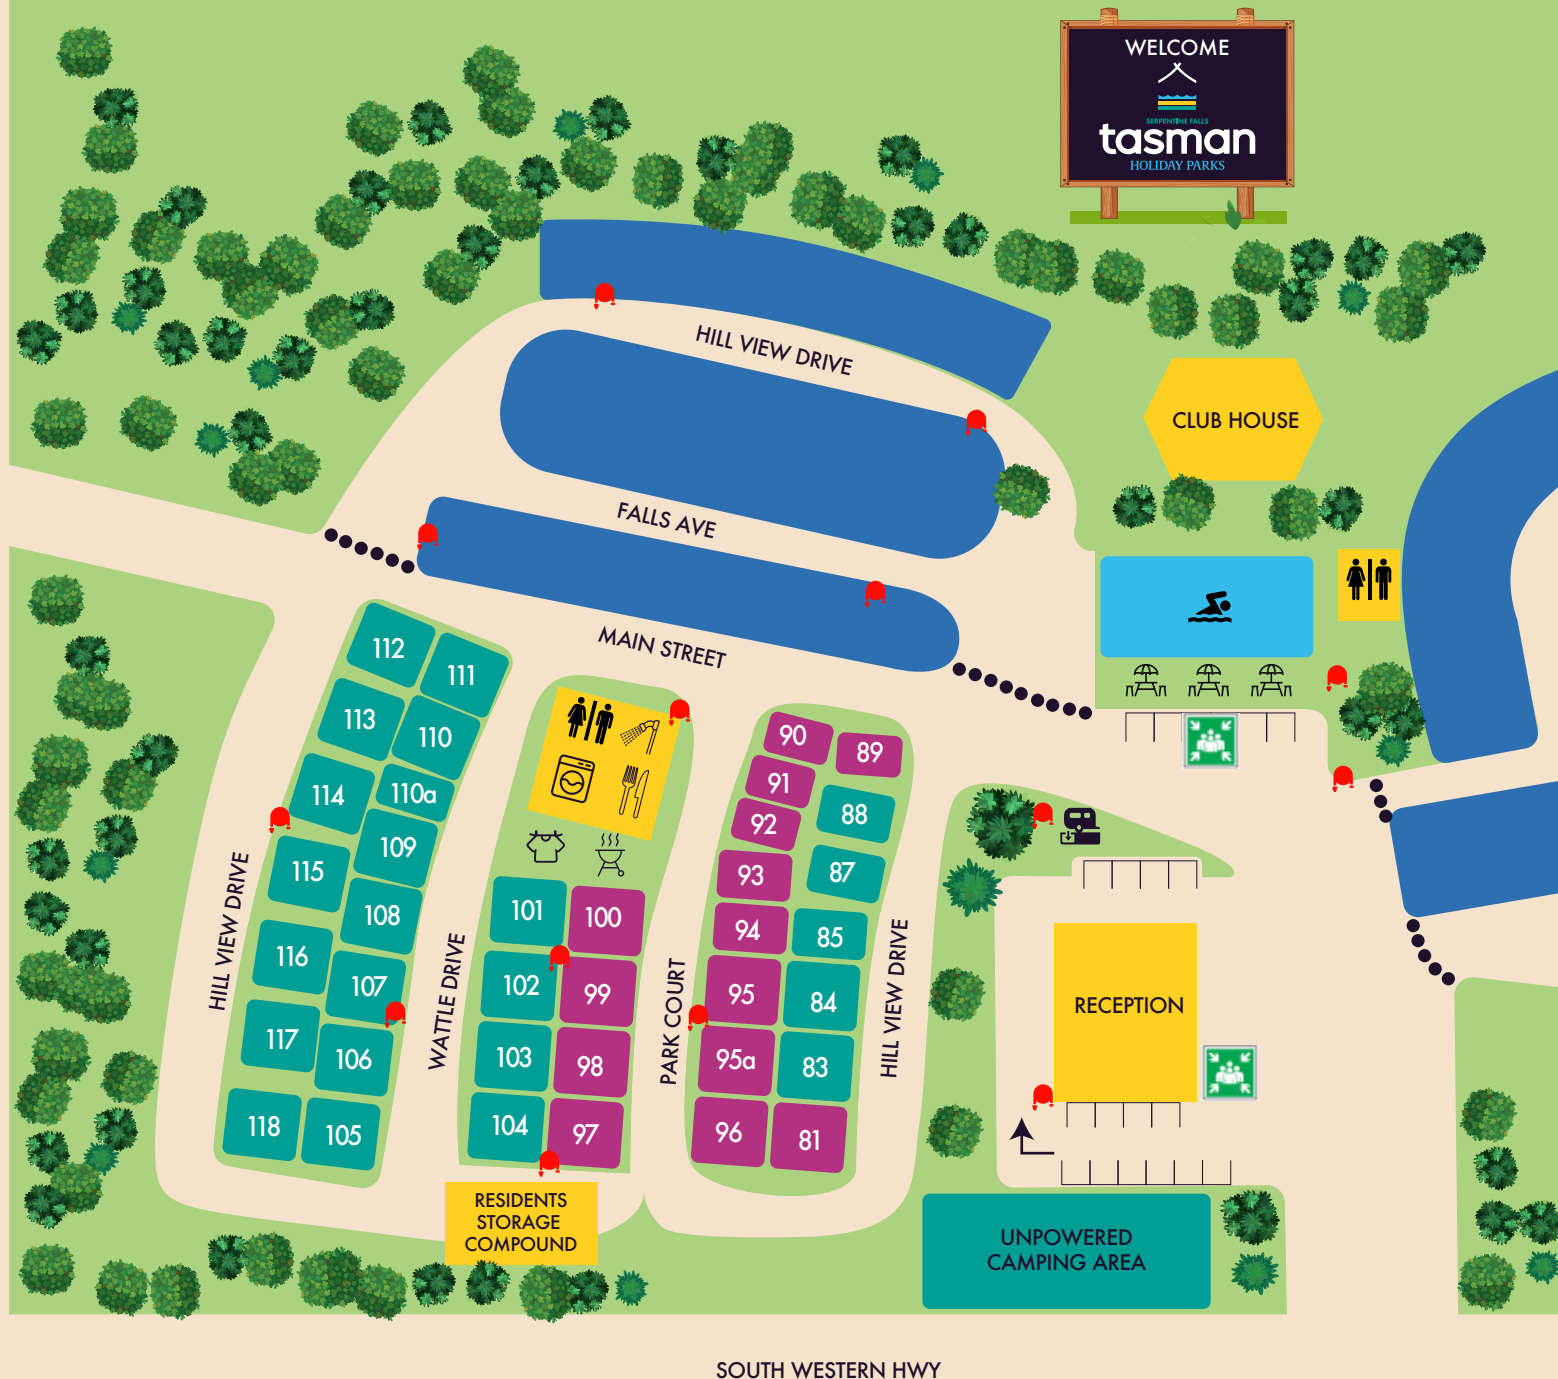 WELCOME
SERPENTINE FALLS
tasman
HOLIDAY PARKS
HILL VIEW DRIVE
CLUB HOUSE
FALLS AVE
MAIN STREET
112
111
113
110
114
110a
109
115
108
116
107
117
106
118
105
HILL VIEW DRIVE
WATTLE DRIVE
101
100
102
99
103
98
104
97
PARK COURT
90
89
91
88
92
93
87
94
85
95
84
95a
83
96
81
HILL VIEW DRIVE
RECEPTION
RESIDENTS
STORAGE
COMPOUND
UNPOWERED
CAMPING AREA
SOUTH WESTERN HWY